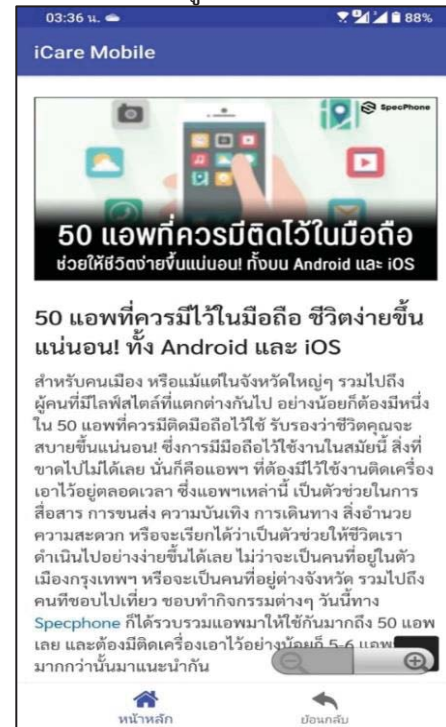 03:36 น.
88%
iCare Mobile
SpecPhone
50 แอพที่ควรมีติดไว้ในมือถือ
ช่วยให้ชีวิตง่ายขึ้นแน่นอน! ทั้งบน Android และ iOS
50 แอพที่ควรมีไว้ในมือถือ ชีวิตง่ายขึ้น
แน่นอน! ทั้ง Android และ iOS
สำหรับคนเมือง หรือแม้แต่ในจังหวัดใหญ่ๆ รวมไปถึง
ผู้คนที่มีไลฟ์สไตล์ที่แตกต่างกันไป อย่างน้อยก็ต้องมีหนึ่ง
ใน 50 แอพที่ควรมีติดมือถือไว้ใช้ รับรองว่าชีวิตคุณจะ
สบายขึ้นแน่นอน! ซึ่งการมีมือถือไว้ใช้งานในสมัยนี้ สิ่งที่
ขาดไปไม่ได้เลย นั่นก็คือแอพฯ ที่ต้องมีไว้ใช้งานติดเครื่อง
เอาไว้อยู่ตลอดเวลา ซึ่งแอพฯเหล่านี้ เป็นตัวช่วยในการ
สื่อสาร การขนส่ง ความบันเทิง การเดินทาง สิ่งอำนวย
ความสะดวก หรือจะเรียกได้ว่าเป็นตัวช่วยให้ชีวิตเรา
ดำเนินไปอย่างง่ายขึ้นได้เลย ไม่ว่าจะเป็นคนที่อยู่ในตัว
เมืองกรุงเทพฯ หรือจะเป็นคนที่อยู่ต่างจังหวัด รวมไปถึง
คนที่ชอบไปเที่ยว ชอบทำกิจกรรมต่างๆ วันนี้ทาง
Specphone ก็ได้รวบรวมแอพมาให้ใช้กันมากถึง 50 แอพ
เลย และต้องมีติดเครื่องเอาไว้อย่างน้อยก็ 5-6 แอพ
มากกว่านั้นมาแนะนำกัน
หน้าหลัก
ย้อนกลับ